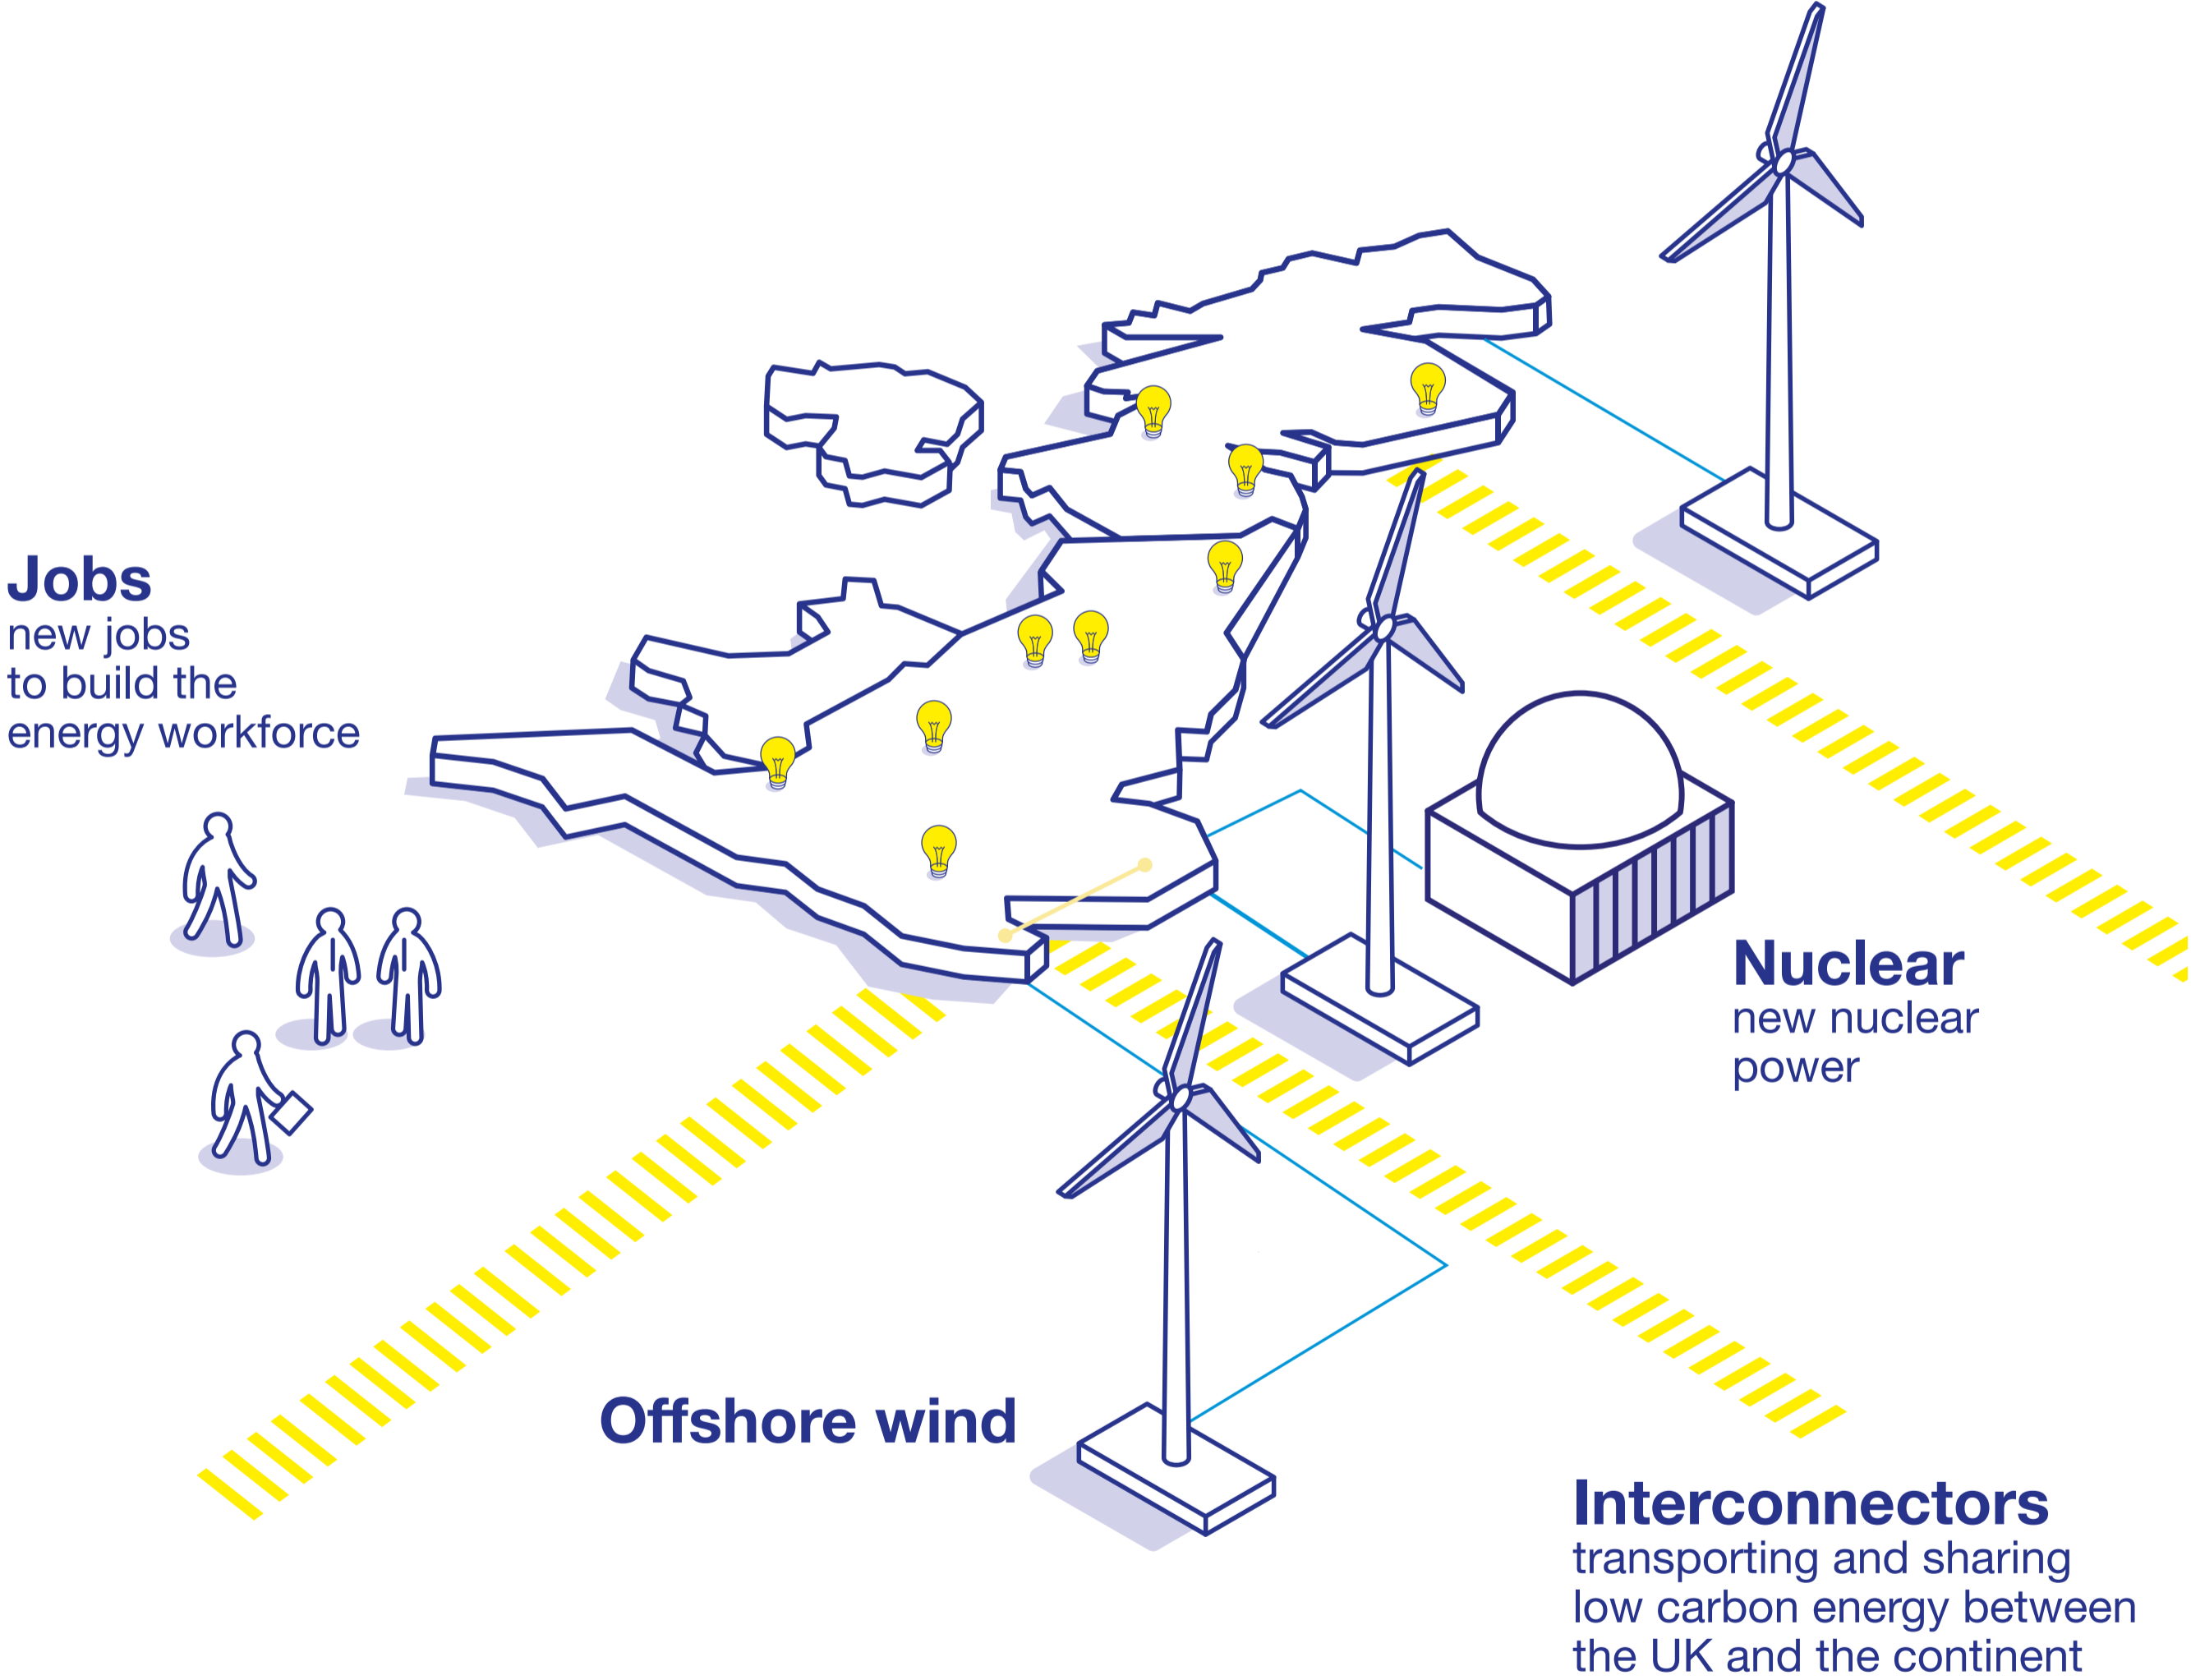 Jobs
new jobs
to build the
energy workforce
Nuclear
new nuclear
power
Offshore wind
Interconnectors
transporting and sharing
low carbon energy between
the UK and the continent